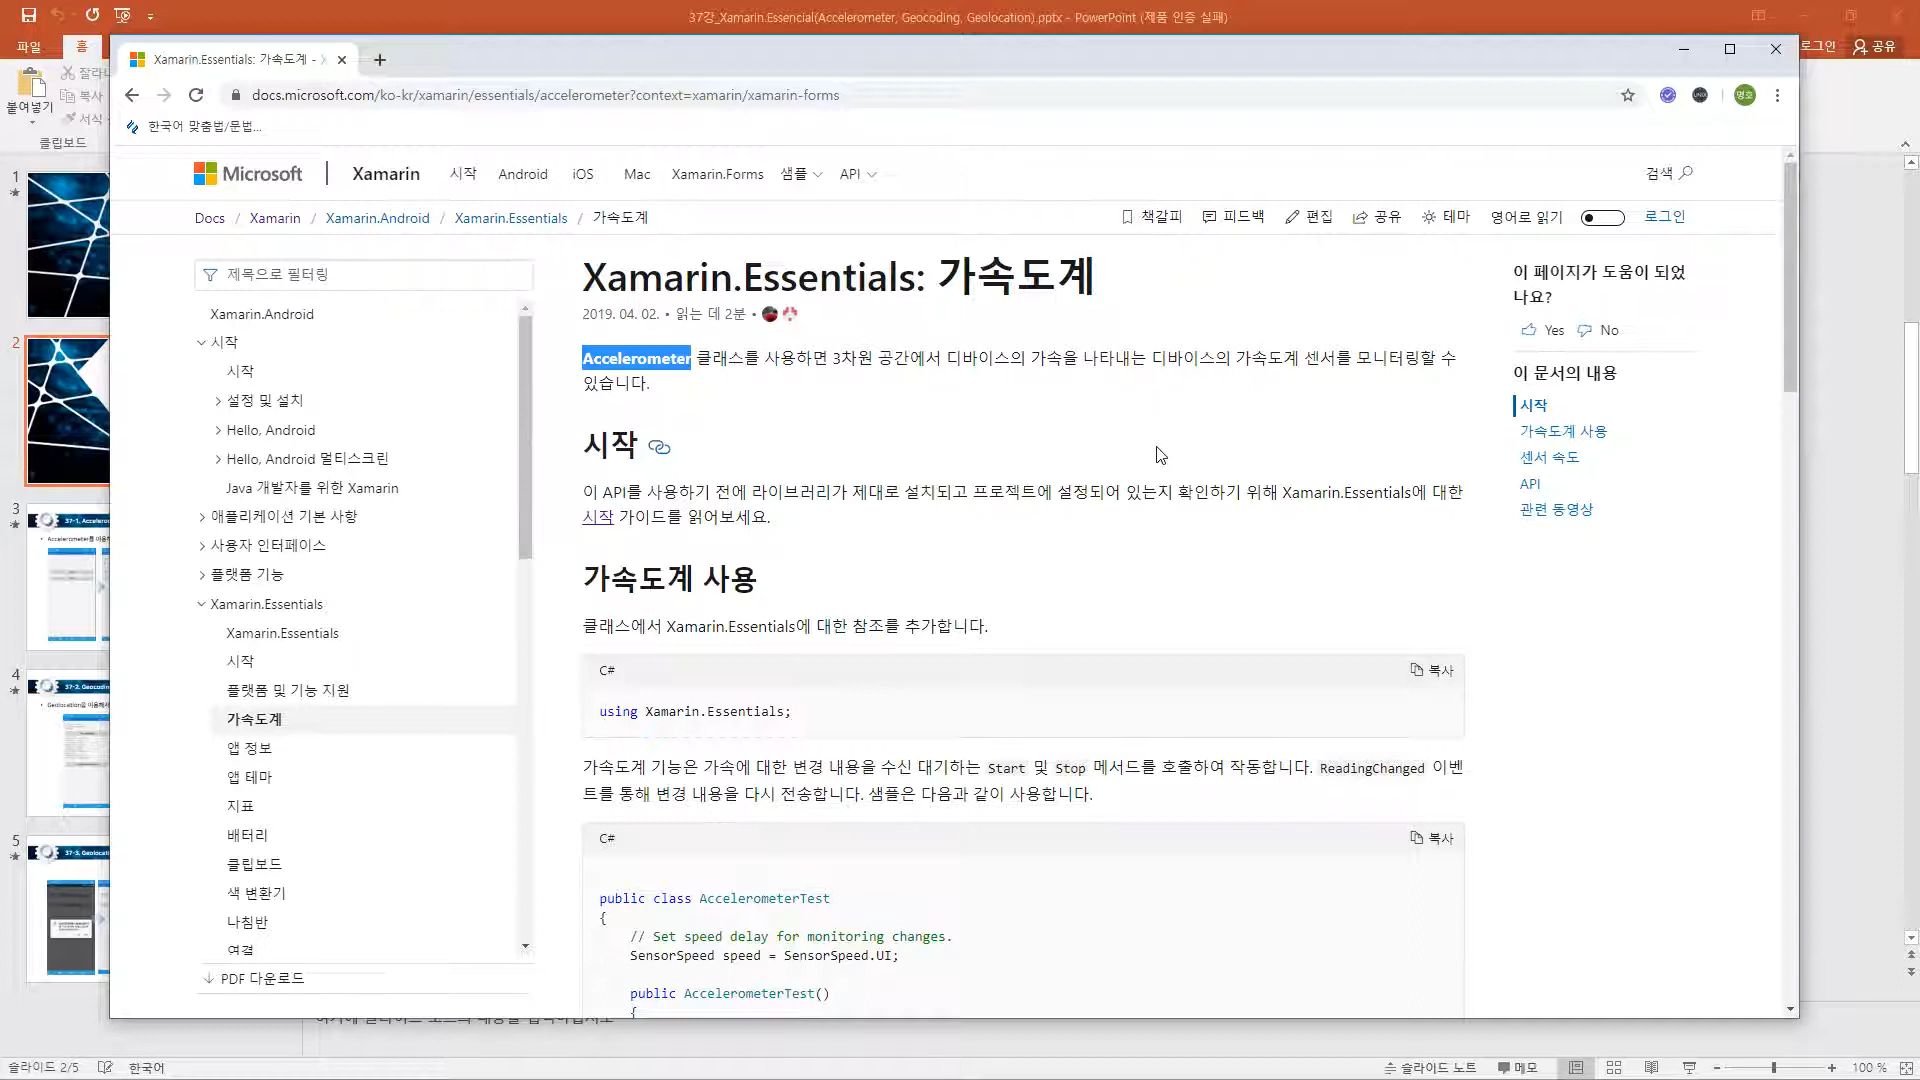 37강_Xamarin.Essencial(Accelerometer, Geocoding, Geolocation).pptx - PowerPoint (제품 인증 실패)
파일
홈
로그인
공유
Xamarin.Essentials: 가속도계 -
docs.microsoft.com/ko-kr/xamarin/essentials/accelerometer?context=xamarin/xamarin-forms
명호
붙여넣기
복사
서식
클립보드
한국어 맞춤법/문법...
Microsoft
Xamarin
시작
Android
iOS
Mac
Xamarin.Forms
샘플
API
검색
Docs / Xamarin / Xamarin.Android / Xamarin.Essentials / 가속도계
책갈피
피드백
편집
공유
테마
영어로 읽기
로그인
제목으로 필터링
Xamarin.Android
시작
시작
설정 및 설치
Hello, Android
Hello, Android 멀티스크린
Java 개발자를 위한 Xamarin
애플리케이션 기본 사항
사용자 인터페이스
플랫폼 기능
Xamarin.Essentials
Xamarin.Essentials
시작
플랫폼 및 기능 지원
가속도계
앱 정보
앱 테마
지표
배터리
클립보드
색 변환기
나침반
연결
PDF 다운로드
Xamarin.Essentials: 가속도계
2019. 04. 02. • 읽는 데 2분 •
Accelerometer 클래스를 사용하면 3차원 공간에서 디바이스의 가속을 나타내는 디바이스의 가속도계 센서를 모니터링할 수
있습니다.
시작
이 API를 사용하기 전에 라이브러리가 제대로 설치되고 프로젝트에 설정되어 있는지 확인하기 위해 Xamarin.Essentials에 대한
시작 가이드를 읽어보세요.
가속도계 사용
클래스에서 Xamarin.Essentials에 대한 참조를 추가합니다.
C#
복사
using Xamarin.Essentials;
가속도계 기능은 가속에 대한 변경 내용을 수신 대기하는 Start 및 Stop 메서드를 호출하여 작동합니다. ReadingChanged 이벤
트를 통해 변경 내용을 다시 전송합니다. 샘플은 다음과 같이 사용합니다.
C#
복사
public class AccelerometerTest
{
// Set speed delay for monitoring changes.
SensorSpeed speed = SensorSpeed.UI;
public AccelerometerTest()
{
이 페이지가 도움이 되었
나요?
Yes
No
이 문서의 내용
시작
가속도계 사용
센서 속도
API
관련 동영상
1
2
3
37-1.
4
37-2.
5
37-3.
슬라이드 2/5
한국어
슬라이드 노트
메모
100 %